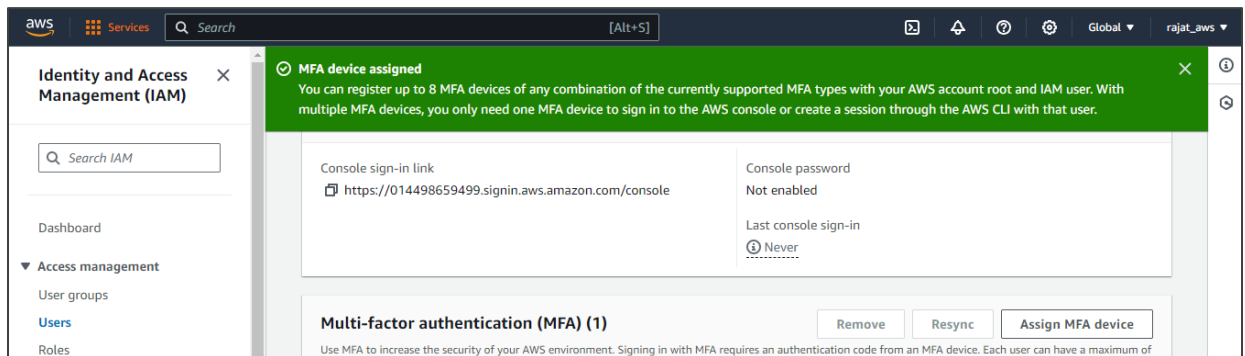 aws
Services
Search
[Alt+S]
Global ▼
rajat_aws ▼
Identity and Access
Management (IAM)
Search IAM
Dashboard
▼ Access management
User groups
Users
Roles
MFA device assigned
You can register up to 8 MFA devices of any combination of the currently supported MFA types with your AWS account root and IAM user. With
multiple MFA devices, you only need one MFA device to sign in to the AWS console or create a session through the AWS CLI with that user.
Console sign-in link
https://014498659499.signin.aws.amazon.com/console
Console password
Not enabled
Last console sign-in
Never
Multi-factor authentication (MFA) (1)
Remove
Resync
Assign MFA device
Use MFA to increase the security of your AWS environment. Signing in with MFA requires an authentication code from an MFA device. Each user can have a maximum of